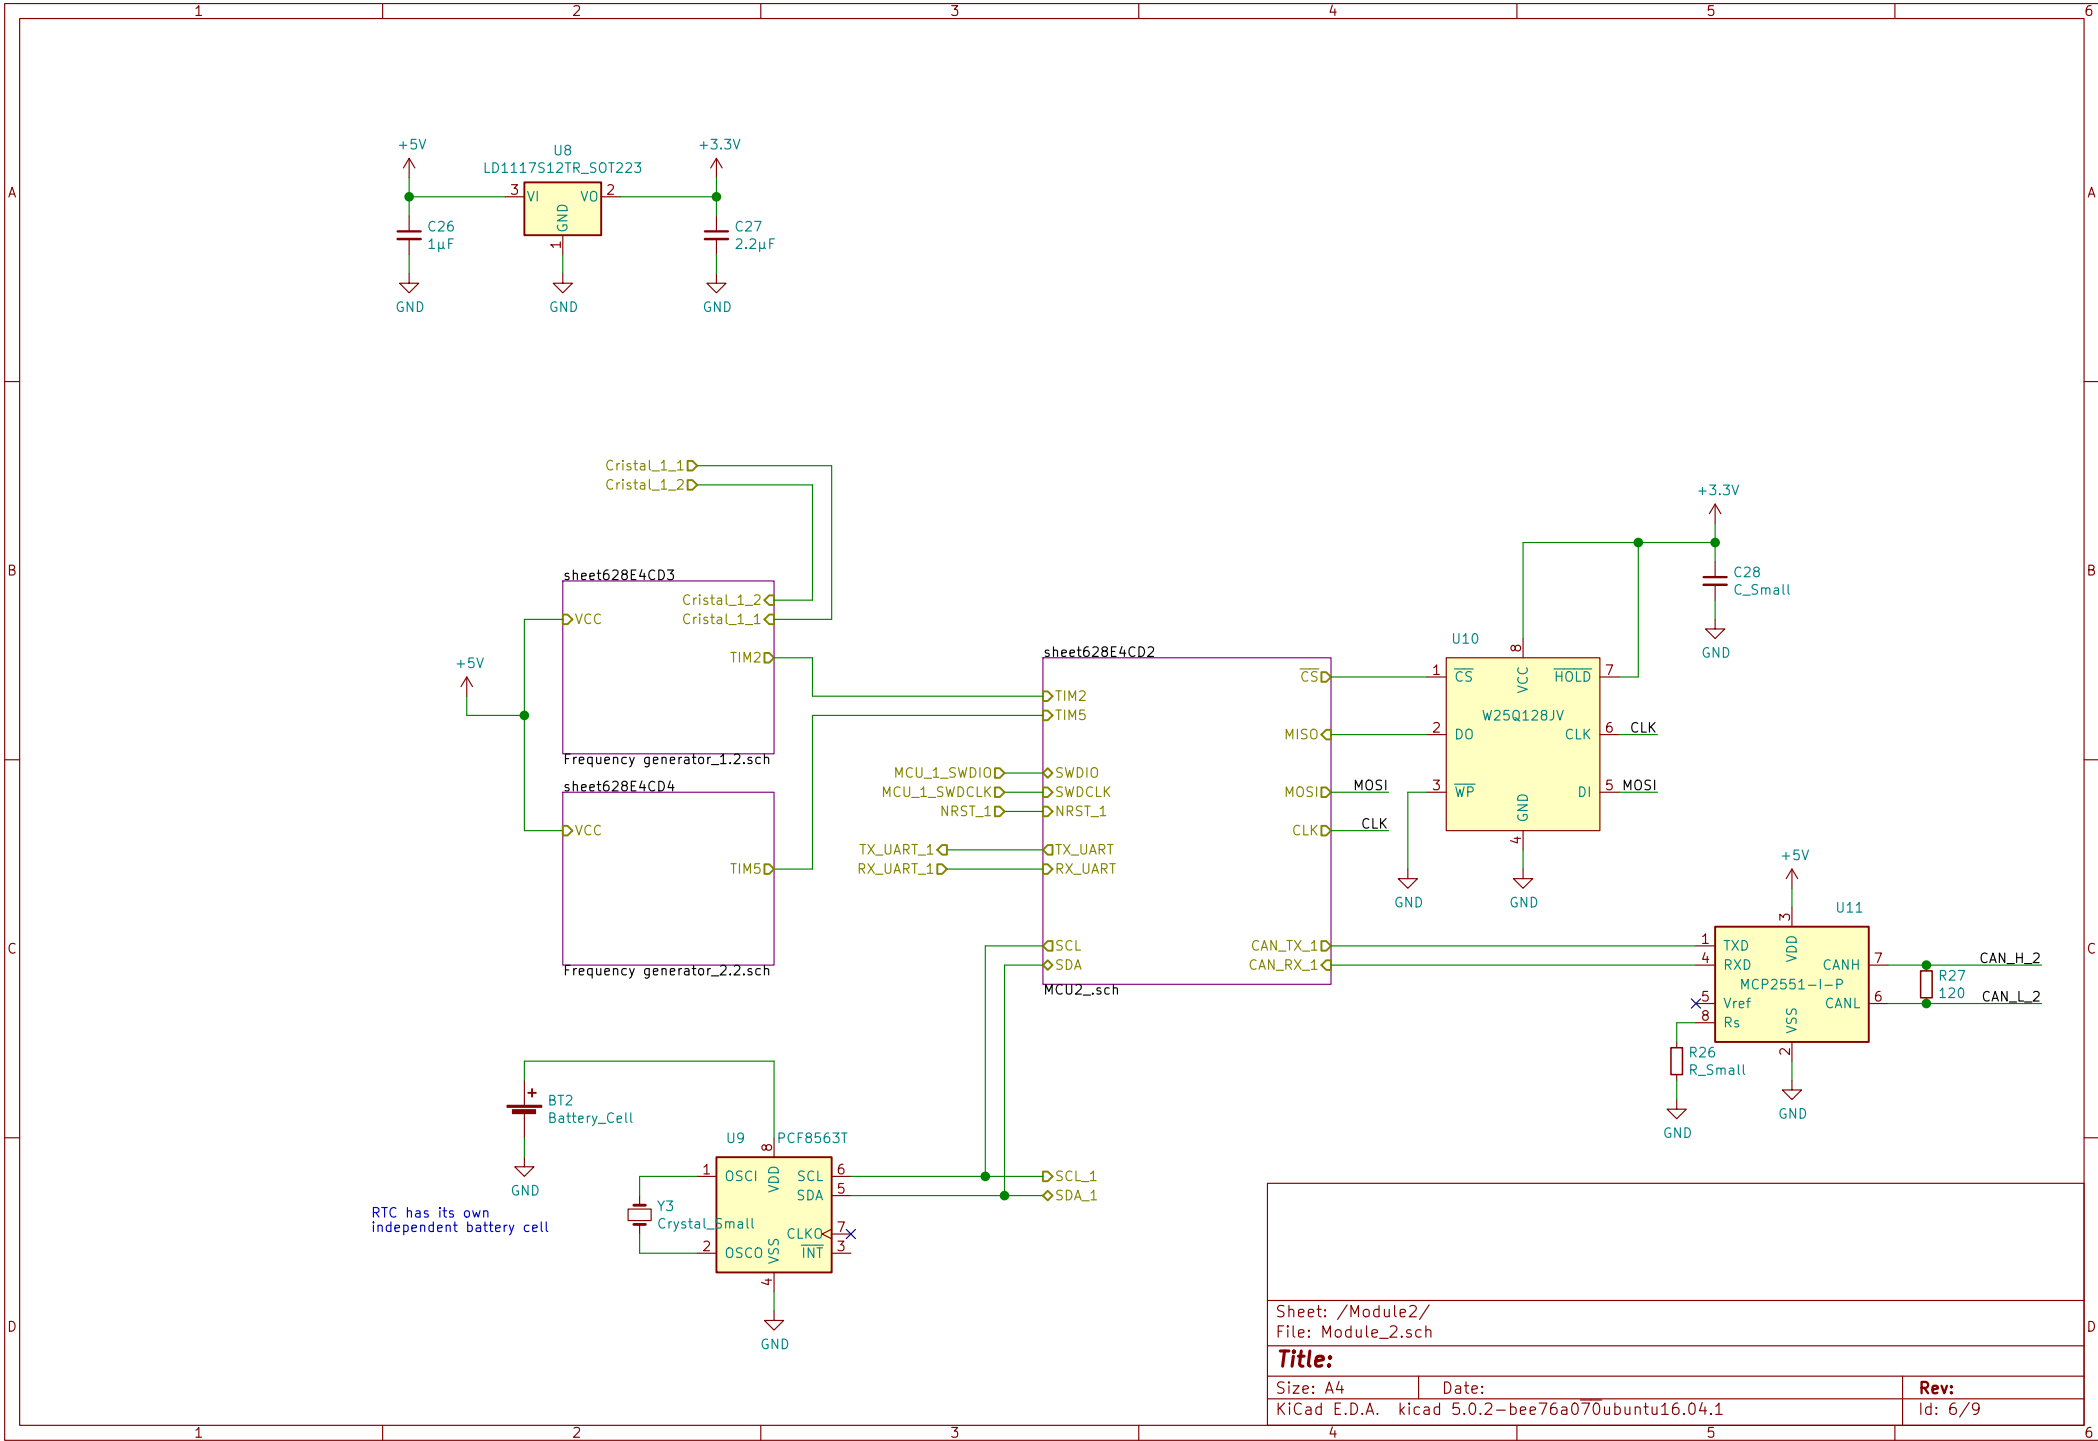 1 2 3 4 5 6
+5V
U8
LD1117S12TR_SOT223
+3.3V
3 VI VO 2
GND
1
C26
1µF
C27
2.2µF
GND
GND
GND
A A
Cristal_1_1
Cristal_1_2
+3.3V
sheet628E4CD3
Cristal_1_2
VCC Cristal_1_1
TIM2
Frequency generator_1.2.sch
+5V
C28
C_Small
GND
B B
sheet628E4CD4
VCC
TIM5
Frequency generator_2.2.sch
sheet628E4CD2
TIM2
TIM5
MCU_1_SWDIO SWDIO
MCU_1_SWDCLK SWDCLK
NRST_1 NRST_1
TX_UART_1 TX_UART
RX_UART_1 RX_UART
SCL
SDA
CS
MISO
MOSI MOSI
CLK CLK
CAN_TX_1
CAN_RX_1
MCU2_.sch
U10
8
VCC
1 CS HOLD 7
W25Q128JV
2 DO CLK 6 CLK
3 WP DI 5 MOSI
GND
4
GND
GND
+5V
U11
3
VDD
1 TXD
4 RXD CANH 7 CAN_H_2
MCP2551-I-P
5 Vref CANL 6 CAN_L_2
8 Rs
VSS
2
R27
120
R26
R_Small
GND
GND
C C
BT2
Battery_Cell
GND
RTC has its own
independent battery cell
U9 PCF8563T
8
VDD
1 OSCI SCL 6 SCL_1
SDA 5 SDA_1
Y3
Crystal_Small
CLKO 7
2 OSCO INT 3
VSS
4
GND
D D
Sheet: /Module2/
File: Module_2.sch
Title:
Size: A4 Date: Rev:
KiCad E.D.A. kicad 5.0.2-bee76a070ubuntu16.04.1 Id: 6/9
1 2 3 4 5 6